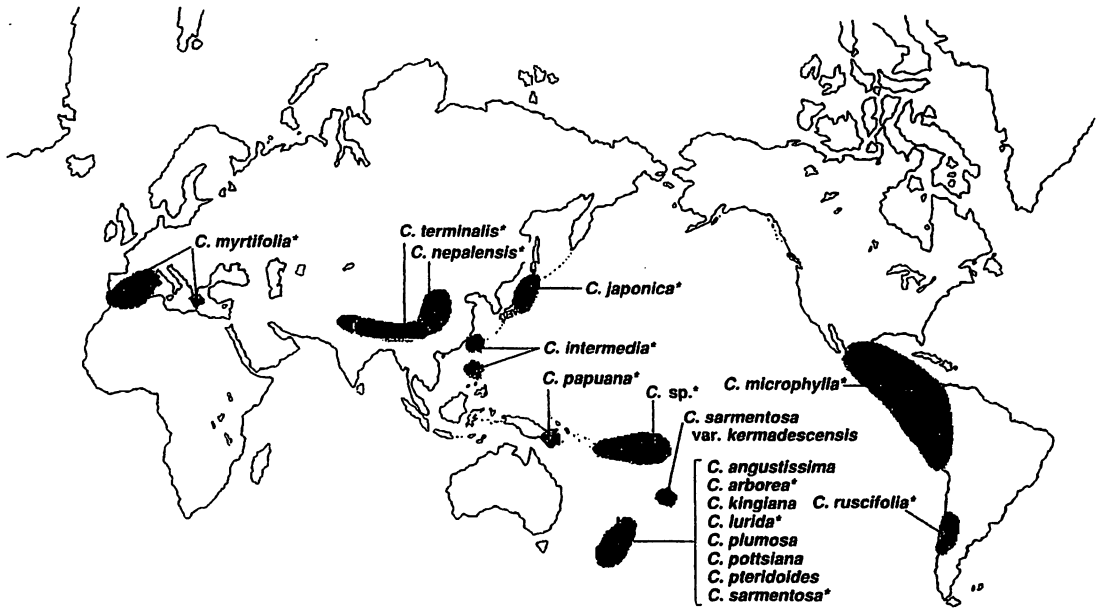 C. myrtifolia*
C. terminalis*
C. nepalensis*
C. japonica*
C. intermedia*
C. papuana*
C. sp.*
C. microphylla*
C. sarmentosa
var. kermadescensis
C. angustissima
C. arborea*
C. kingiana
C. ruscifolia*
C. lurida*
C. plumosa
C. pottsiana
C. pteridoides
C. sarmentosa*